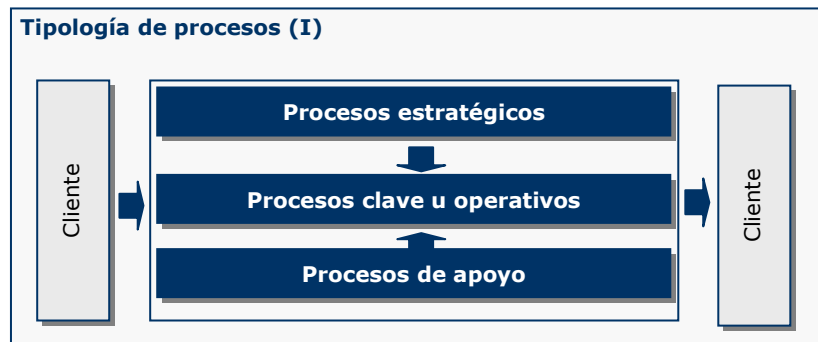 Tipología de procesos (I)
Cliente
Procesos estratégicos
Procesos clave u operativos
Procesos de apoyo
Cliente